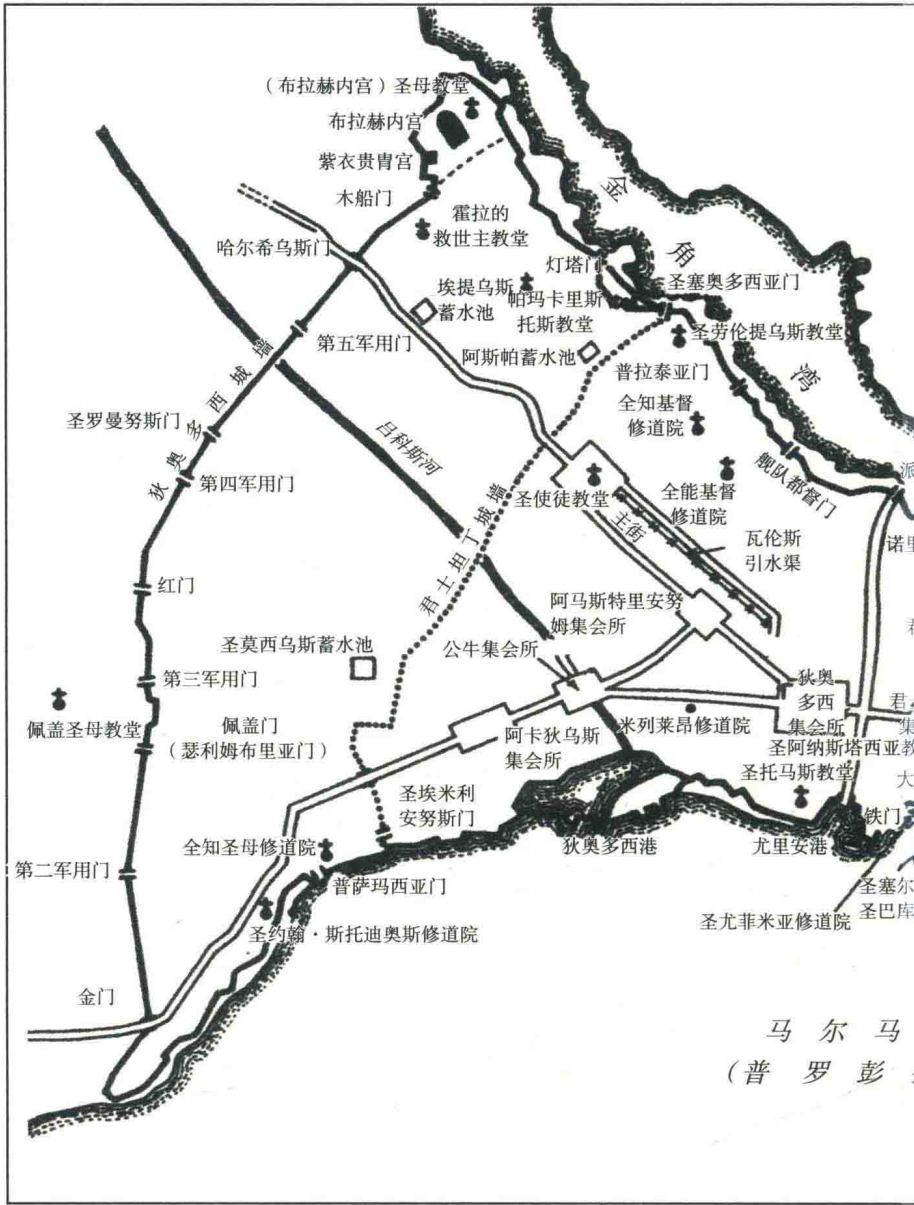 （布拉赫内宫）圣母教堂
布拉赫内宫
紫衣贵胄宫
木船门
金角湾
霍拉的
救世主教堂
哈尔希乌斯门
灯塔门
圣塞奥多西亚门
埃提乌斯
蓄水池
帕玛卡里斯
托斯教堂
圣劳伦提乌斯教堂
第五军用门
阿斯帕蓄水池
普拉泰亚门
狄奥多西城墙
全知基督
修道院
圣罗曼努斯门
吕科斯河
第四军用门
圣使徒教堂
全能基督
修道院
舰队都督门
派
主街
瓦伦斯
引水渠
诺里
君士坦丁城墙
红门
阿马斯特里安努
姆集会所
圣莫西乌斯蓄水池
公牛集会所
第三军用门
狄奥
多西
集会所
佩盖圣母教堂
佩盖门
（瑟利姆布里亚门）
阿卡狄乌斯
集会所
米列莱昂修道院
圣阿纳斯塔西亚教
圣托马斯教堂
大
圣埃米利
安努斯门
铁门
全知圣母修道院
狄奥多西港
尤里安港
第二军用门
普萨玛西亚门
圣塞尔
圣巴库
圣约翰·斯托迪奥斯修道院
圣尤菲米亚修道院
金门
马尔马
（普罗彭